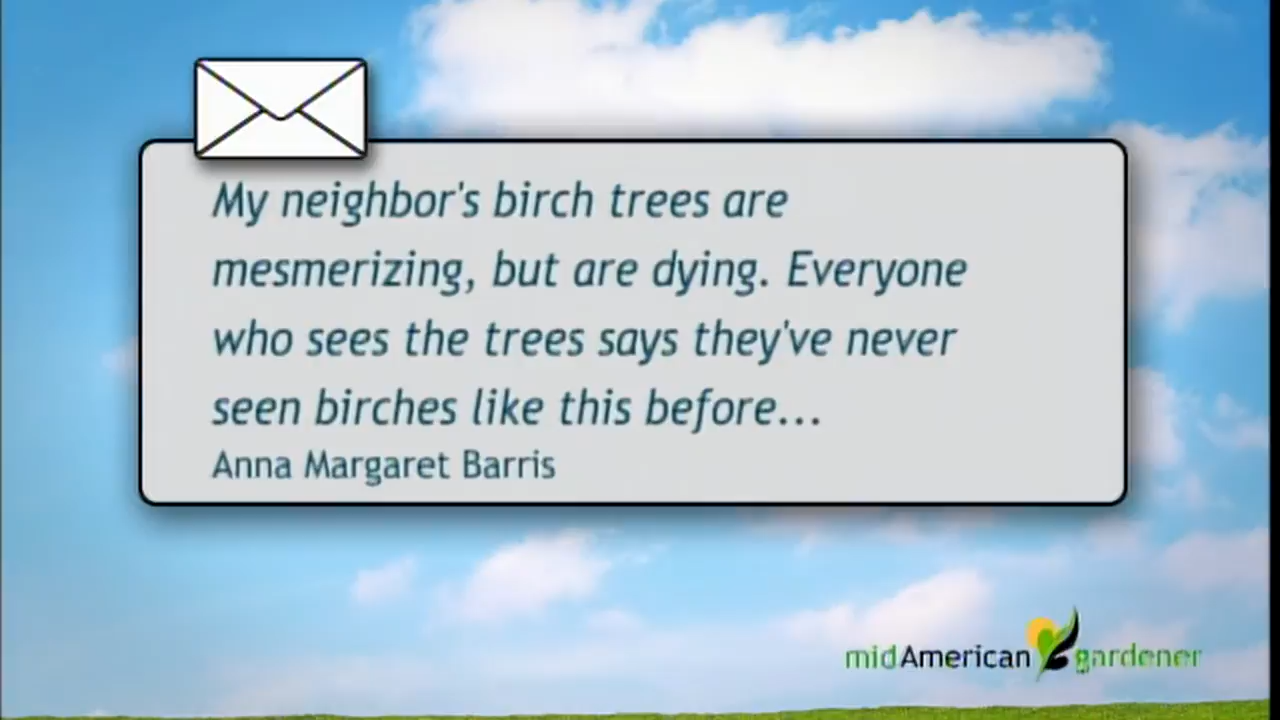 My neighbor's birch trees are
mesmerizing, but are dying. Everyone
who sees the trees says they've never
seen birches like this before...
Anna Margaret Barris
midAmerican gardener